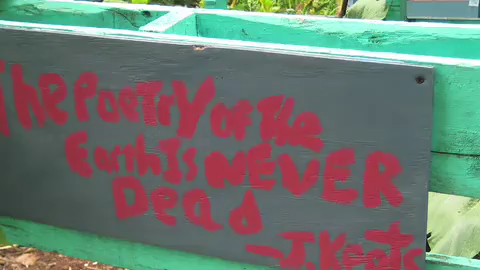 The Poetry of The
Earth Is NEVER
Dead
-J. Keats